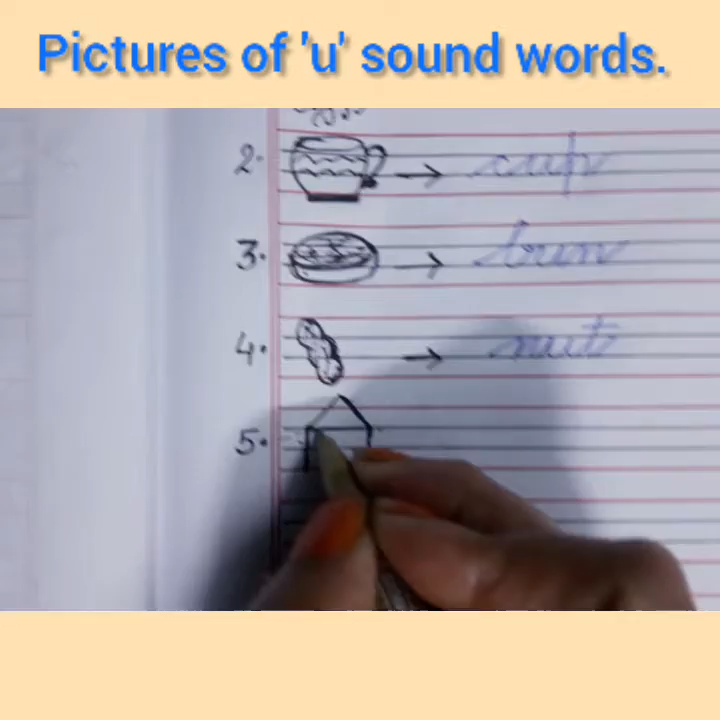 Pictures of 'u' sound words.
2. → cup
3. → bun
4. → nut
5.